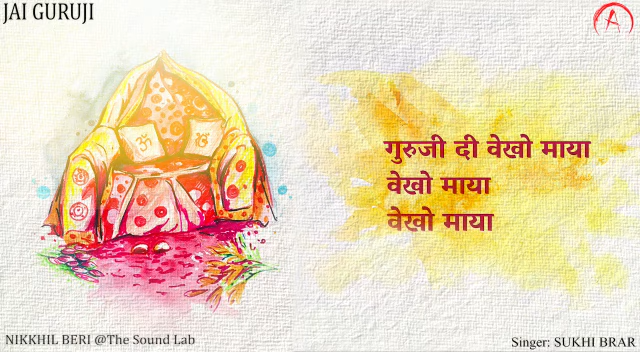 JAI GURUJI
गुरुजी दी वेखो माया
वेखो माया
वेखो माया
NIKKHIL BERI @The Sound Lab
Singer: SUKHI BRAR